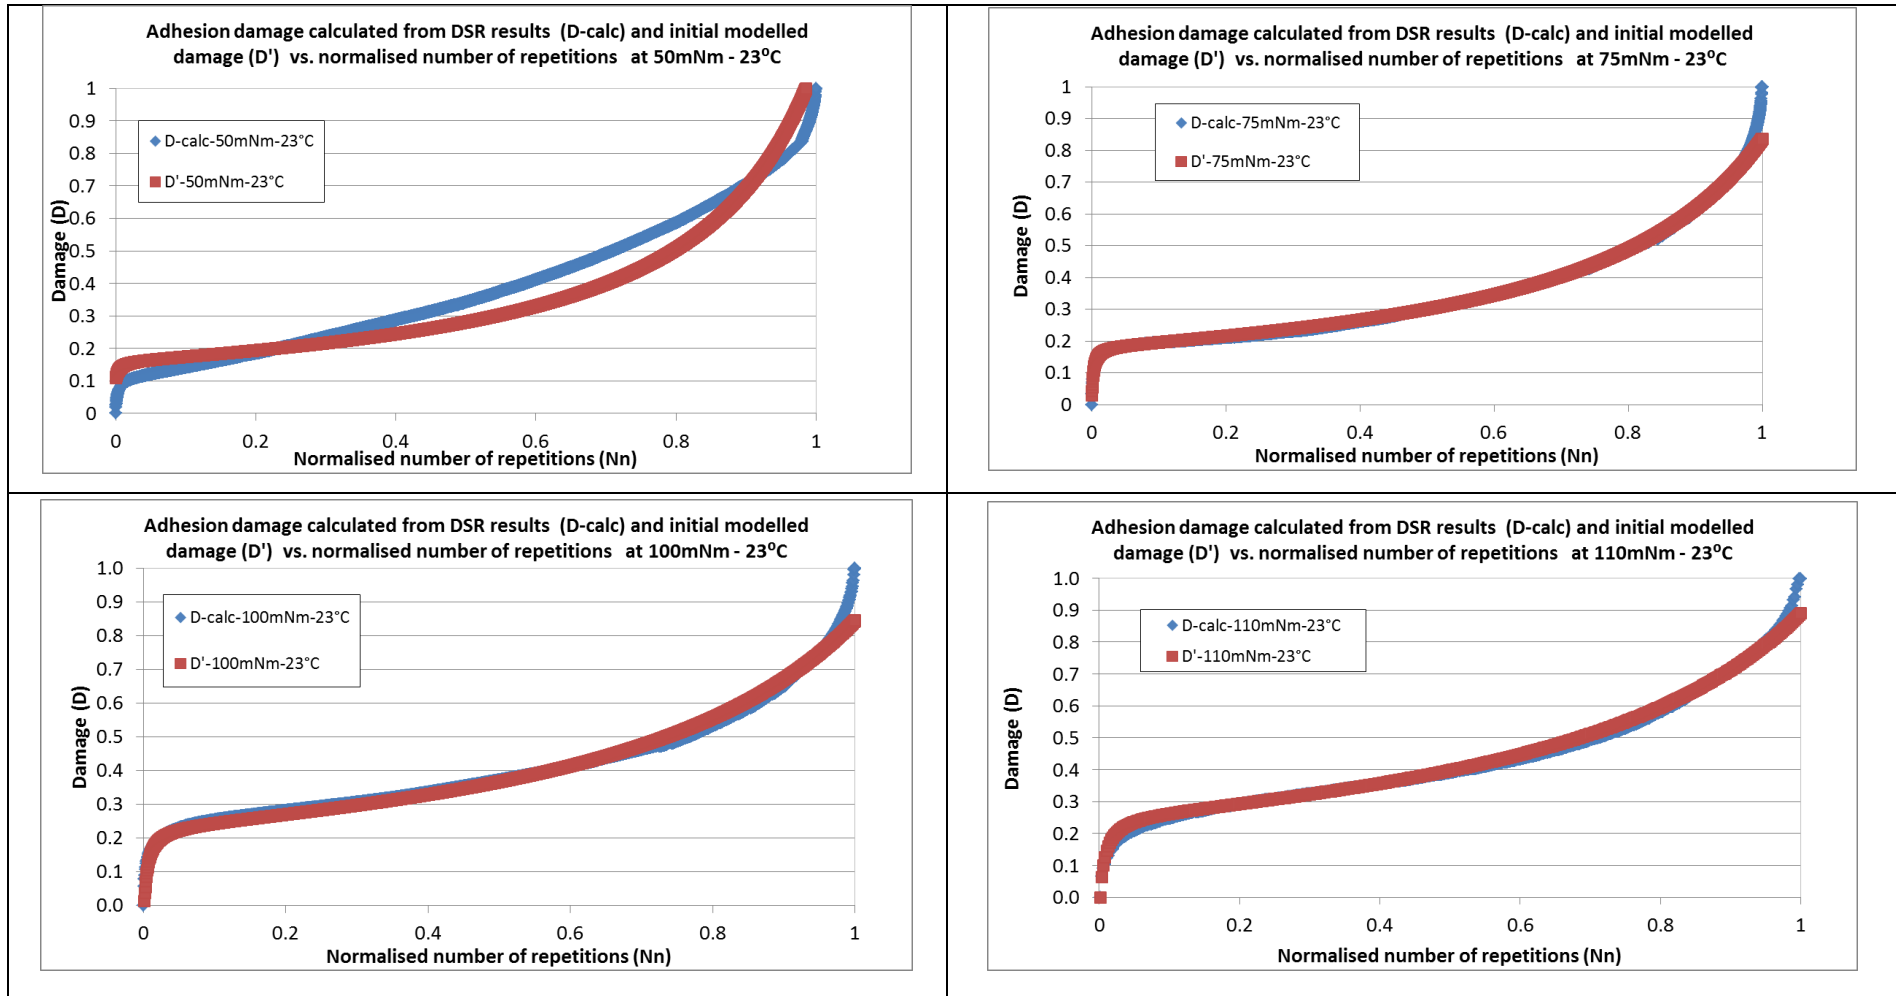 Adhesion damage calculated from DSR results (D-calc) and initial modelled
damage (D') vs. normalised number of repetitions at 50mNm - 23⁰C
1
0.9
0.8
0.7
0.6
0.5
0.4
0.3
0.2
0.1
0
Damage (D)
D-calc-50mNm-23°C
D'-50mNm-23°C
0 0.2 0.4 0.6 0.8 1
Normalised number of repetitions (Nn)
Adhesion damage calculated from DSR results (D-calc) and initial modelled
damage (D') vs. normalised number of repetitions at 75mNm - 23⁰C
1
0.9
0.8
0.7
0.6
0.5
0.4
0.3
0.2
0.1
0
Damage (D)
D-calc-75mNm-23°C
D'-75mNm-23°C
0 0.2 0.4 0.6 0.8 1
Normalised number of repetitions (Nn)
Adhesion damage calculated from DSR results (D-calc) and initial modelled
damage (D') vs. normalised number of repetitions at 100mNm - 23⁰C
1.0
0.9
0.8
0.7
0.6
0.5
0.4
0.3
0.2
0.1
0.0
Damage (D)
D-calc-100mNm-23°C
D'-100mNm-23°C
0 0.2 0.4 0.6 0.8 1
Normalised number of repetitions (Nn)
Adhesion damage calculated from DSR results (D-calc) and initial modelled
damage (D') vs. normalised number of repetitions at 110mNm - 23⁰C
1.0
0.9
0.8
0.7
0.6
0.5
0.4
0.3
0.2
0.1
0.0
Damage (D)
D-calc-110mNm-23°C
D'-110mNm-23°C
0 0.2 0.4 0.6 0.8 1
Normalised number of repetitions (Nn)